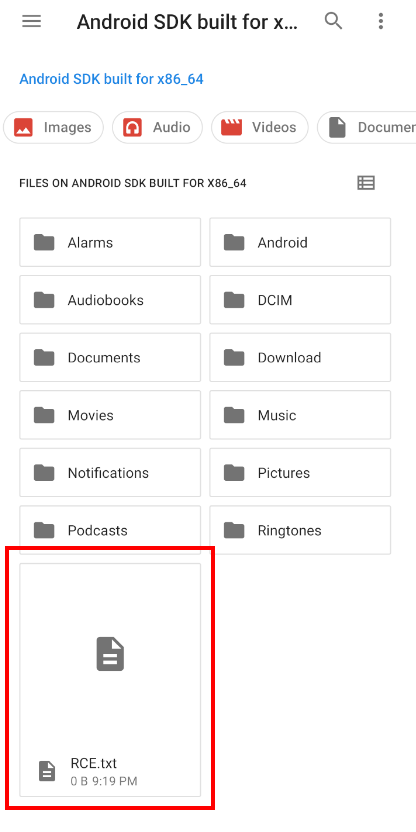 Android SDK built for x...
Android SDK built for x86_64
Images Audio Videos Documen
FILES ON ANDROID SDK BUILT FOR X86_64
Alarms Android
Audiobooks DCIM
Documents Download
Movies Music
Notifications Pictures
Podcasts Ringtones
RCE.txt
0 B 9:19 PM